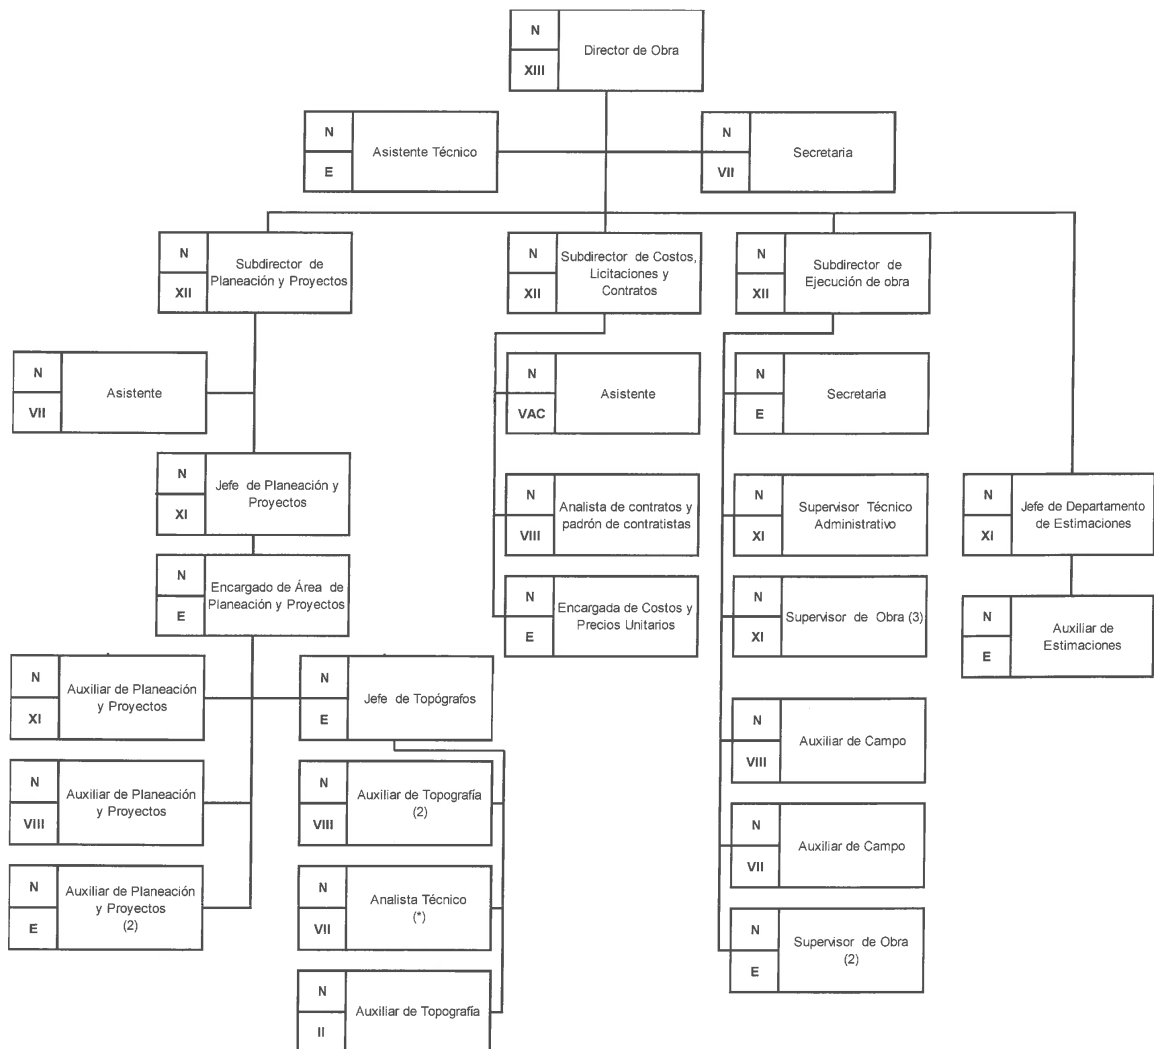 N
XIII
Director de Obra
N
E
Asistente Técnico
N
VII
Secretaria
N
XII
Subdirector de
Planeación y Proyectos
N
XII
Subdirector de Costos,
Licitaciones y
Contratos
N
XII
Subdirector de
Ejecución de obra
N
VII
Asistente
N
VAC
Asistente
N
E
Secretaria
N
XI
Jefe de Planeación y
Proyectos
N
VIII
Analista de contratos y
padrón de contratistas
N
XI
Supervisor Técnico
Administrativo
N
XI
Jefe de Departamento
de Estimaciones
N
E
Encargado de Área de
Planeación y Proyectos
N
E
Encargada de Costos y
Precios Unitarios
N
XI
Supervisor de Obra (3)
N
E
Auxiliar de
Estimaciones
N
XI
Auxiliar de Planeación
y Proyectos
N
E
Jefe de Topógrafos
N
VIII
Auxiliar de Campo
N
VIII
Auxiliar de Planeación
y Proyectos
N
VIII
Auxiliar de Topografía
(2)
N
VII
Auxiliar de Campo
N
E
Auxiliar de Planeación
y Proyectos
(2)
N
VII
Analista Técnico
(*)
N
E
Supervisor de Obra
(2)
N
II
Auxiliar de Topografía